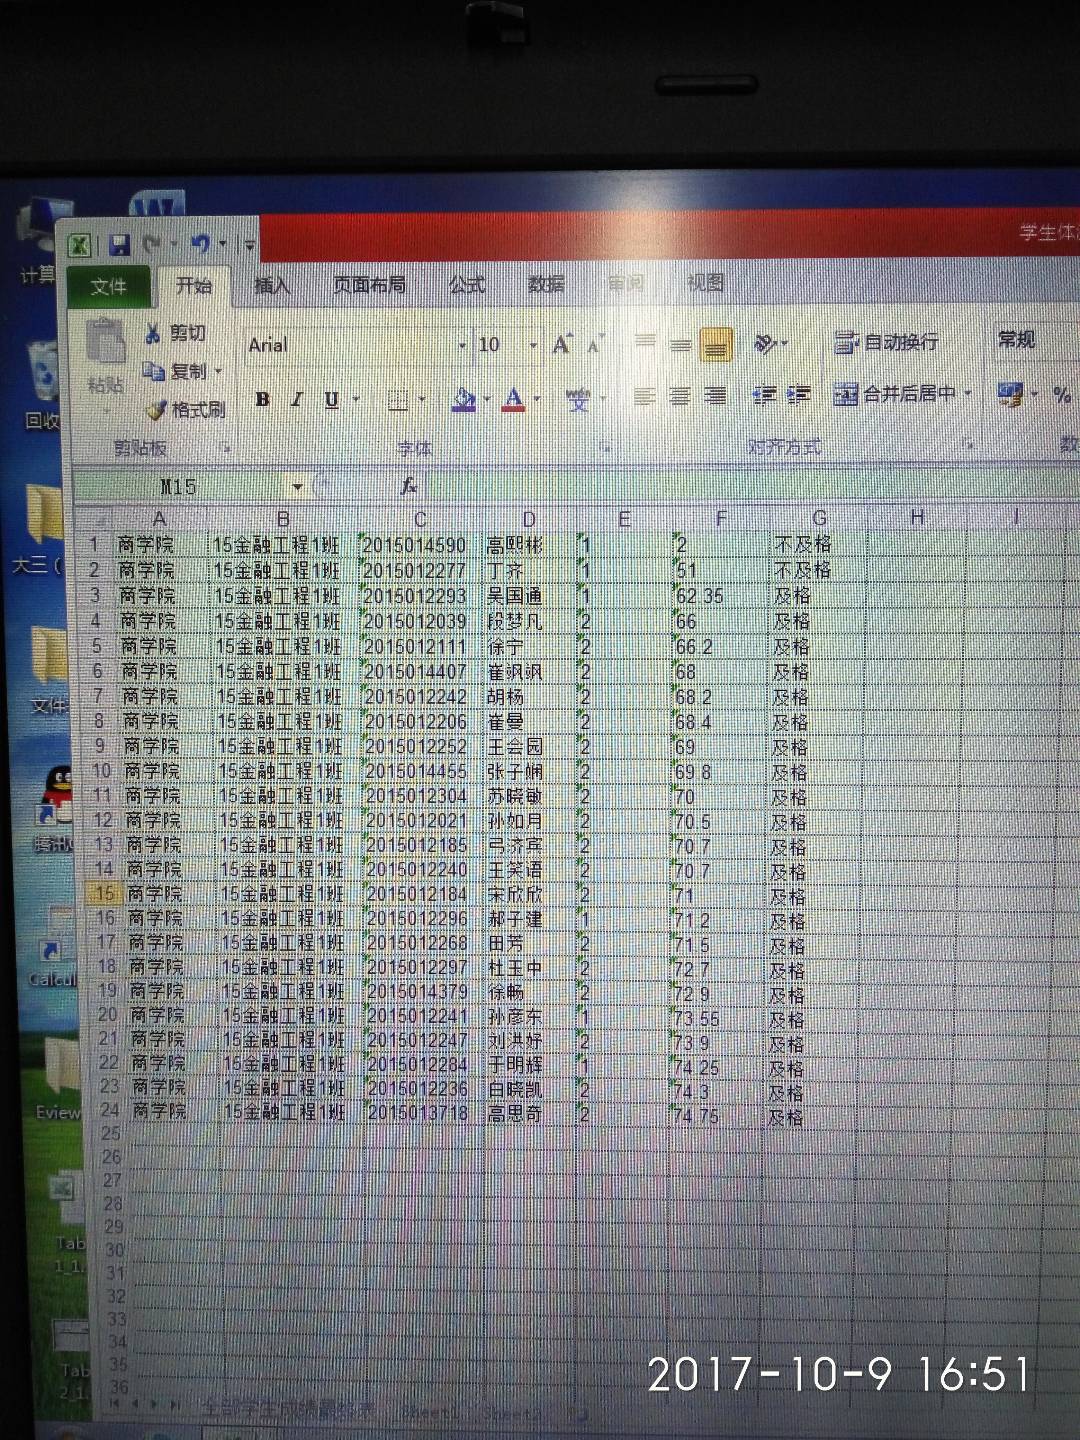 学生体
文件 开始 插入 页面布局 公式 数据 审阅 视图
剪切
复制
格式刷
粘贴
Arial 10
B I U
自动换行
合并后居中
常规
%
剪贴板 字体 对齐方式 数
M15 fx
A B C D E F G H I
1 商学院 15金融工程1班 2015014590 高熙彬 1 2 不及格
2 商学院 15金融工程1班 2015012277 丁齐 1 51 不及格
3 商学院 15金融工程1班 2015012293 吴国通 1 62.35 及格
4 商学院 15金融工程1班 2015012039 段梦凡 2 66 及格
5 商学院 15金融工程1班 2015012111 徐宁 2 66.2 及格
6 商学院 15金融工程1班 2015014407 崔飒飒 2 68 及格
7 商学院 15金融工程1班 2015012242 胡杨 2 68.2 及格
8 商学院 15金融工程1班 2015012206 崔曼 2 68.4 及格
9 商学院 15金融工程1班 2015012252 王会园 2 69 及格
10 商学院 15金融工程1班 2015014455 张子娴 2 69.8 及格
11 商学院 15金融工程1班 2015012304 苏晓敏 2 70 及格
12 商学院 15金融工程1班 2015012021 孙如月 2 70.5 及格
13 商学院 15金融工程1班 2015012185 弓济宾 2 70.7 及格
14 商学院 15金融工程1班 2015012240 王笑语 2 70.7 及格
15 商学院 15金融工程1班 2015012184 宋欣欣 2 71 及格
16 商学院 15金融工程1班 2015012296 郝子建 1 71.2 及格
17 商学院 15金融工程1班 2015012268 田芳 2 71.5 及格
18 商学院 15金融工程1班 2015012297 杜玉中 2 72.7 及格
19 商学院 15金融工程1班 2015014379 徐畅 2 72.9 及格
20 商学院 15金融工程1班 2015012241 孙彦东 1 73.55 及格
21 商学院 15金融工程1班 2015012247 刘洪妤 2 73.9 及格
22 商学院 15金融工程1班 2015012284 于明辉 1 74.25 及格
23 商学院 15金融工程1班 2015012236 白晓凯 2 74.3 及格
24 商学院 15金融工程1班 2015013718 高思奇 2 74.75 及格
25
26
27
28
29
30
31
32
33
34
35
36
Sheet1 Sheet2
计算
回收
大三（
文件
腾讯
Calcul
Eview
Tab
1_1.
Tab
2_1.
2017-10-9 16:51